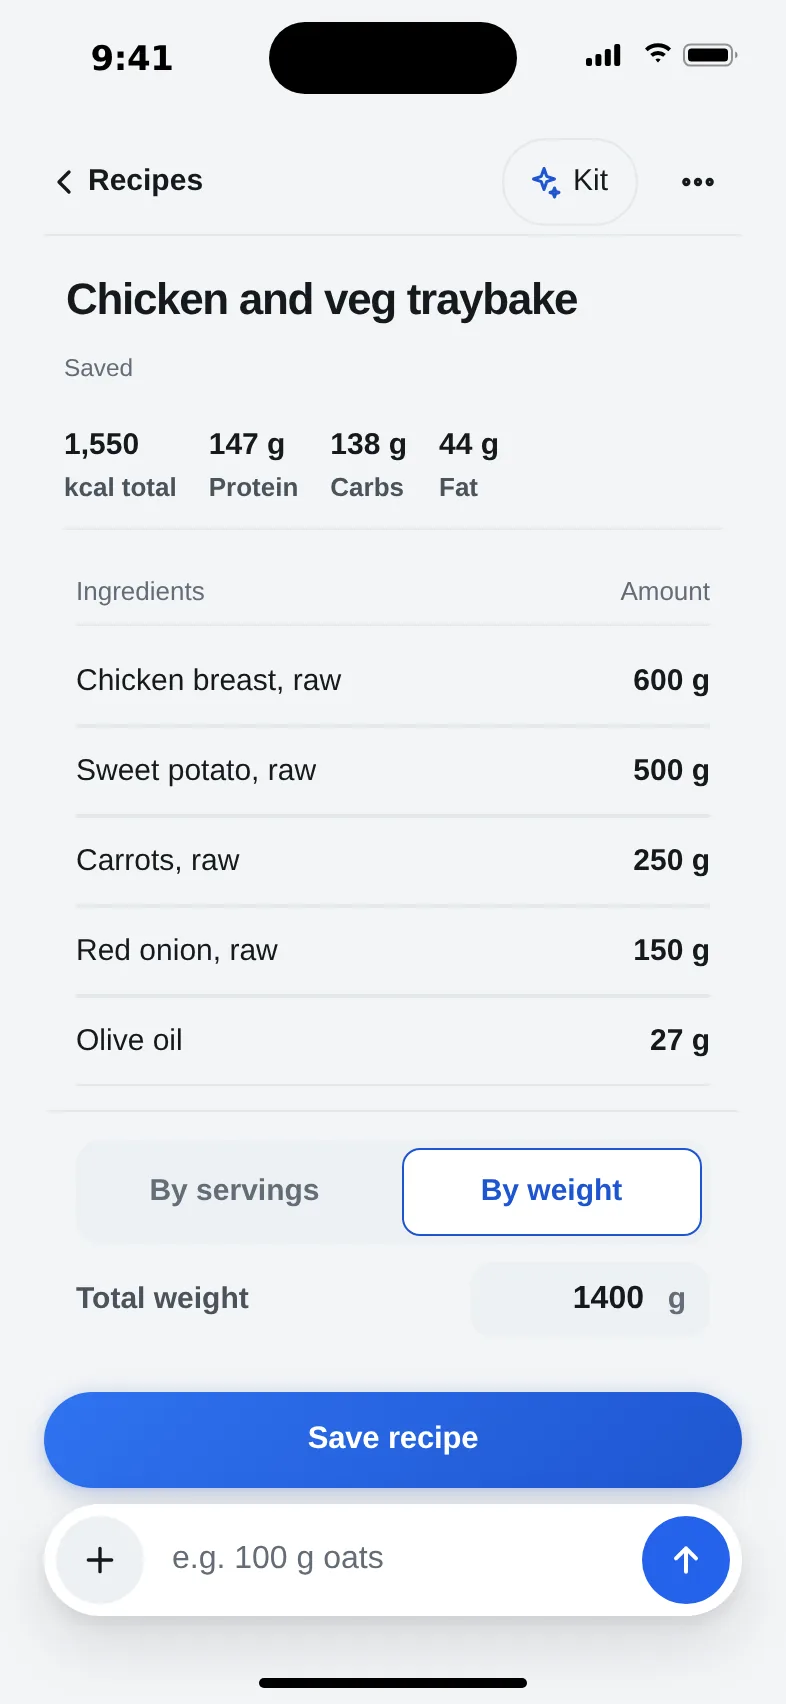 9:41
Recipes
Kit
Chicken and veg traybake
Saved
1,550 147 g 138 g 44 g
kcal total Protein Carbs Fat
Ingredients Amount
Chicken breast, raw 600 g
Sweet potato, raw 500 g
Carrots, raw 250 g
Red onion, raw 150 g
Olive oil 27 g
By servings By weight
Total weight 1400 g
Save recipe
e.g. 100 g oats